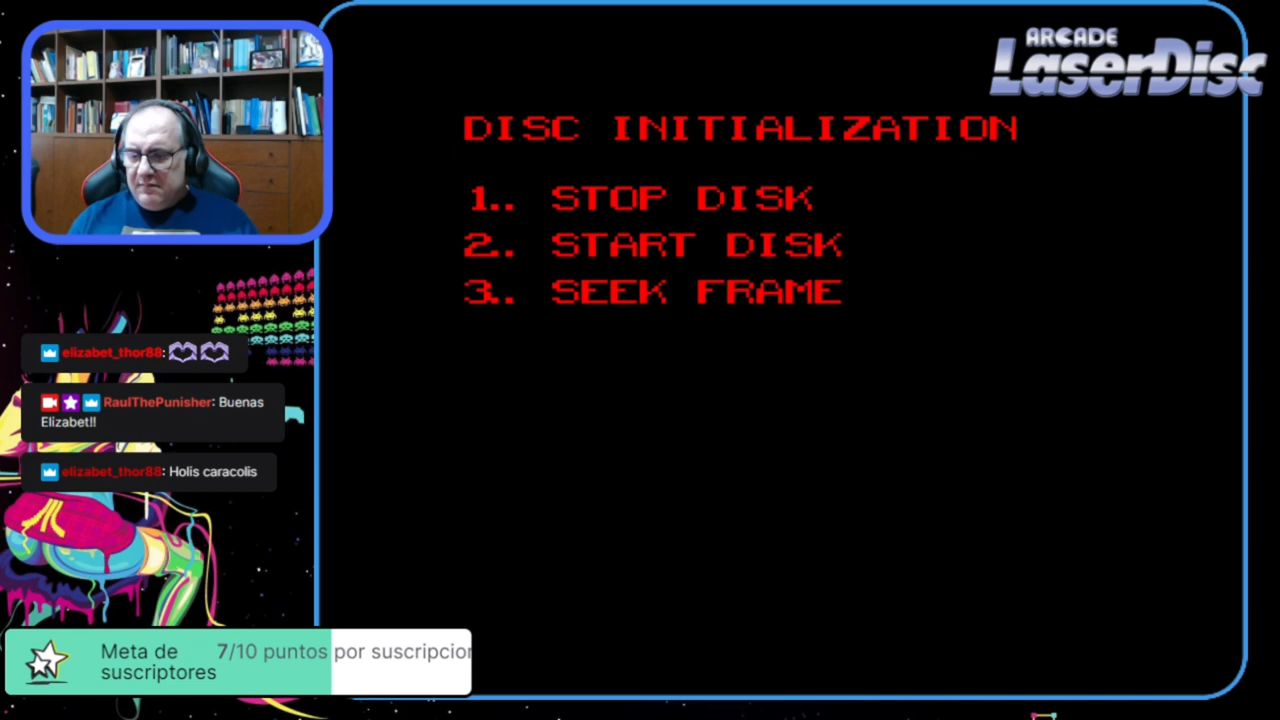 ARCADE
LaserDisc
DISC INITIALIZATION
1.. STOP DISK
2.. START DISK
3.. SEEK FRAME
elizabet_thor88:
RaulThePunisher: Buenas
Elizabet!!
elizabet_thor88: Holis caracolis
Meta de
suscriptores
7/10 puntos por suscripcion